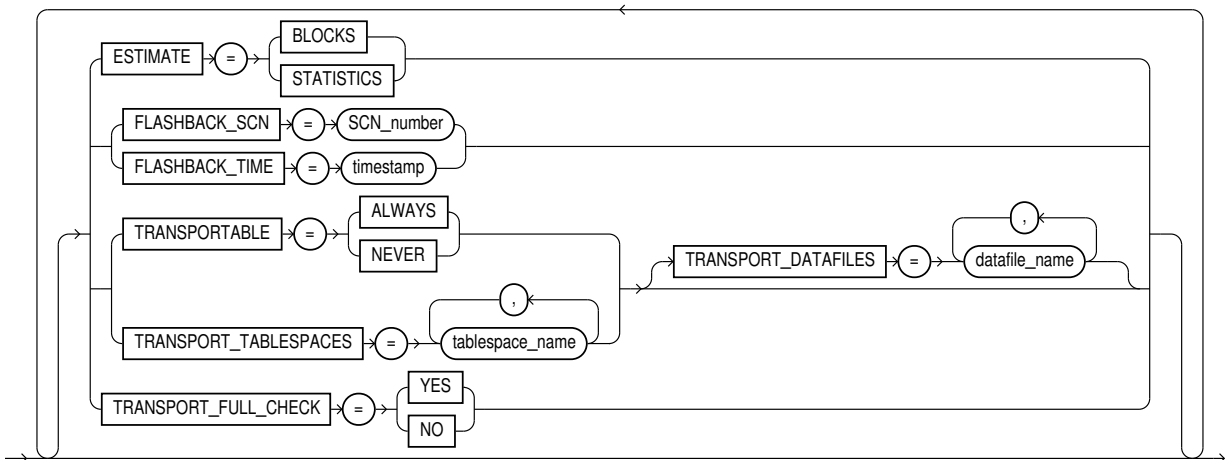 ESTIMATE = BLOCKS
STATISTICS
FLASHBACK_SCN = SCN_number
FLASHBACK_TIME = timestamp
TRANSPORTABLE = ALWAYS
NEVER
TRANSPORT_DATAFILES = datafile_name
,
TRANSPORT_TABLESPACES = tablespace_name
,
TRANSPORT_FULL_CHECK = YES
NO